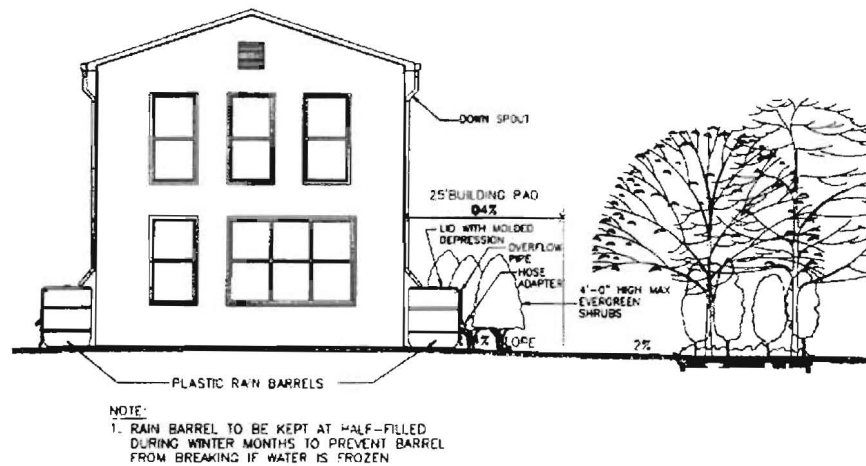 DOWN SPOUT
25'BUILDING PAD
04%
LID WITH MOLDED
DEPRESSION
OVERFLOW
PIPE
HOSE
ADAPTER
4'-0" HIGH MAX
EVERGREEN
SHRUBS
2%
PLASTIC RAIN BARRELS
NOTE:
1. RAIN BARREL TO BE KEPT AT HALF-FILLED
DURING WINTER MONTHS TO PREVENT BARREL
FROM BREAKING IF WATER IS FROZEN